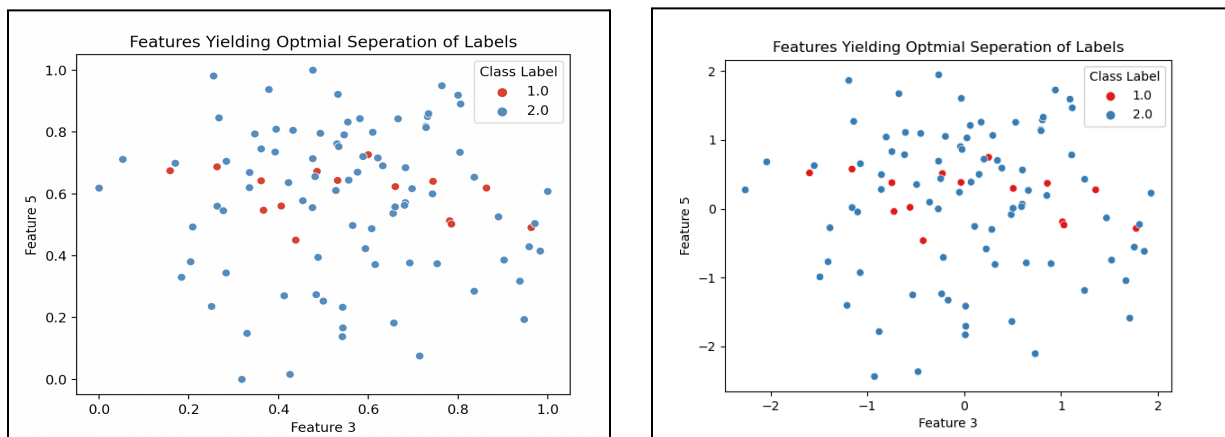 Features Yielding Optmial Seperation of Labels
Class Label
1.0
2.0
1.0
0.8
0.6
0.4
0.2
0.0
Feature 5
0.0 0.2 0.4 0.6 0.8 1.0
Feature 3
Features Yielding Optmial Seperation of Labels
Class Label
1.0
2.0
2
1
0
−1
−2
Feature 5
−2 −1 0 1 2
Feature 3